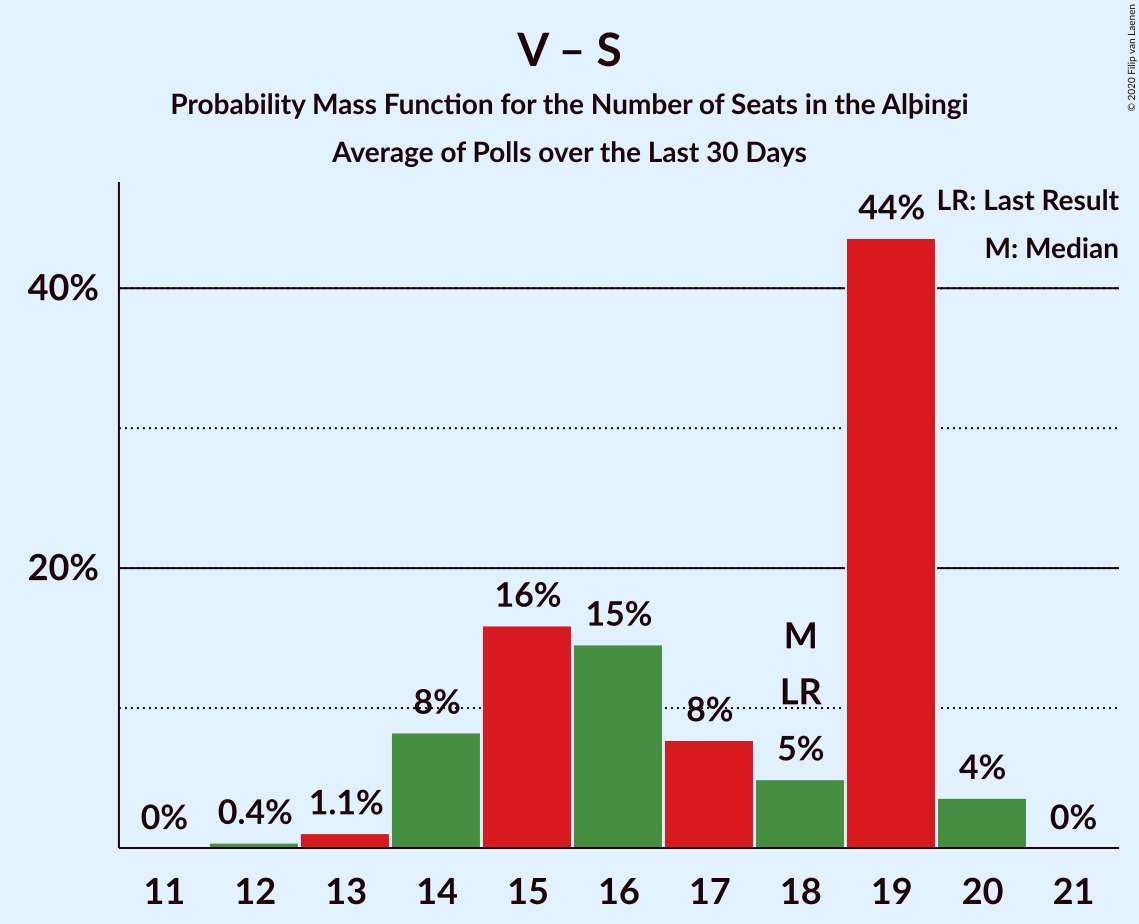 V – S
Probability Mass Function for the Number of Seats in the Alþingi
Average of Polls over the Last 30 Days
© 2020 Filip van Laenen
LR: Last Result
M: Median
40%
20%
0%
0.4%
1.1%
8%
16%
15%
8%
M
LR
5%
44%
4%
0%
11 12 13 14 15 16 17 18 19 20 21